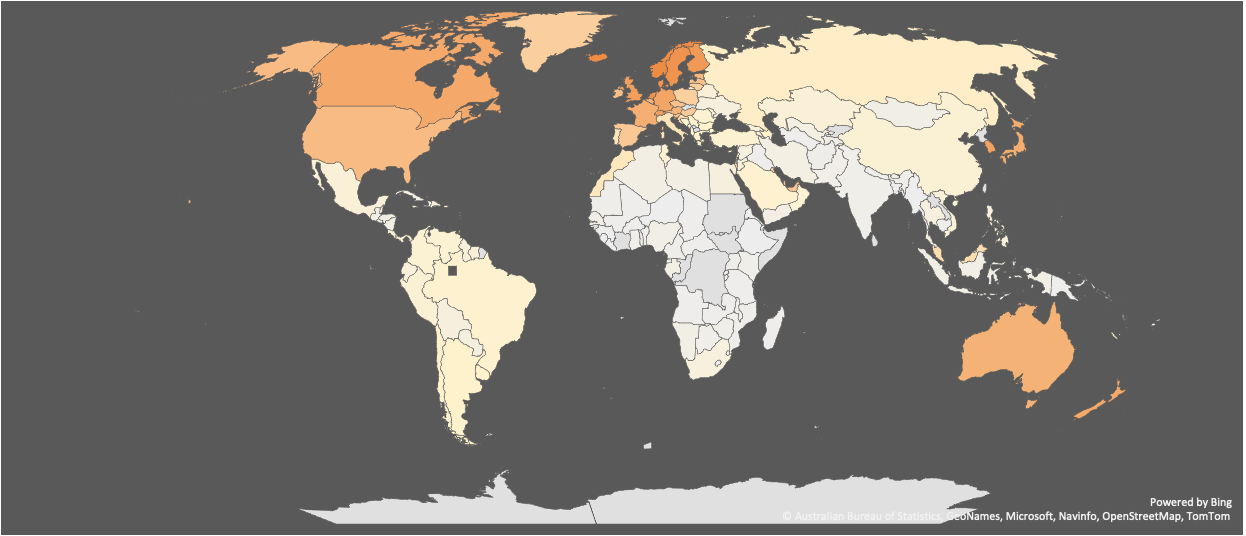 Powered by Bing
© Australian Bureau of Statistics, GeoNames, Microsoft, Navinfo, OpenStreetMap, TomTom